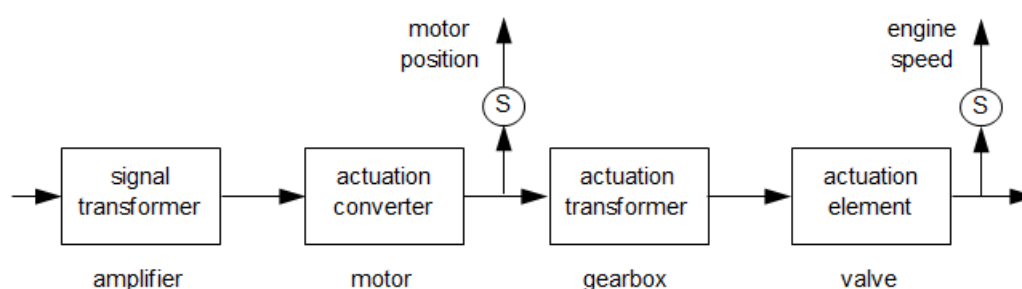 motor
position
engine
speed
S
S
signal
transformer
actuation
converter
actuation
transformer
actuation
element
amplifier
motor
gearbox
valve